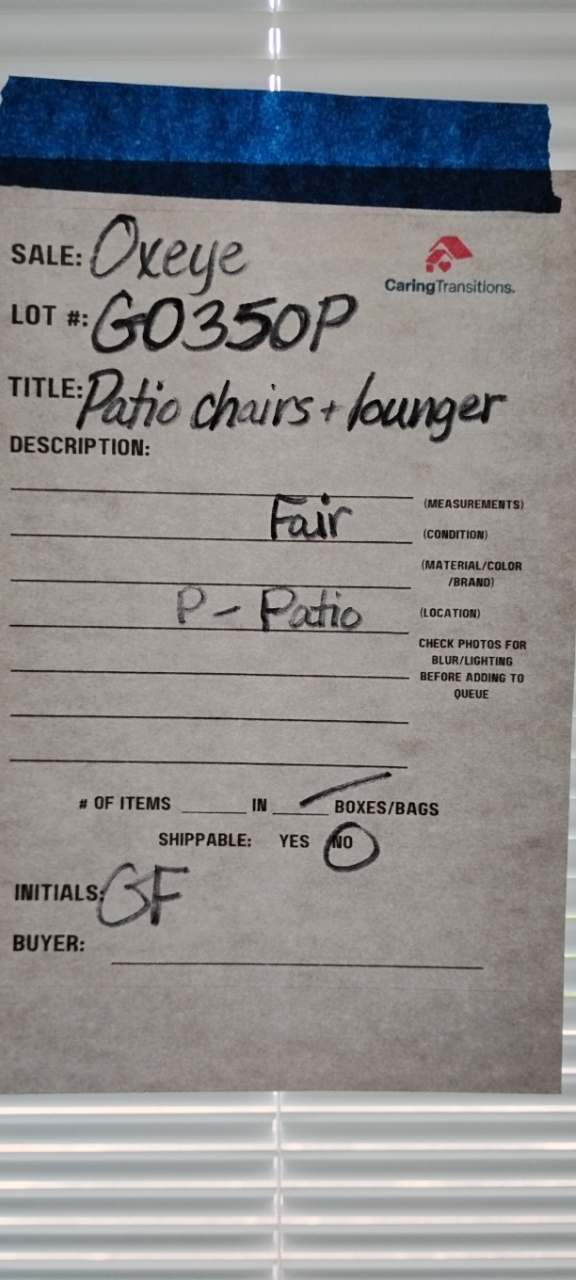 SALE: Oxeye
CaringTransitions.
LOT #: G0350P
TITLE: Patio chairs + lounger
DESCRIPTION:
(MEASUREMENTS)
Fair (CONDITION)
(MATERIAL/COLOR
/BRAND)
P - Patio (LOCATION)
CHECK PHOTOS FOR
BLUR/LIGHTING
BEFORE ADDING TO
QUEUE
# OF ITEMS ______ IN ______ BOXES/BAGS
SHIPPABLE: YES NO
INITIALS: GF
BUYER: